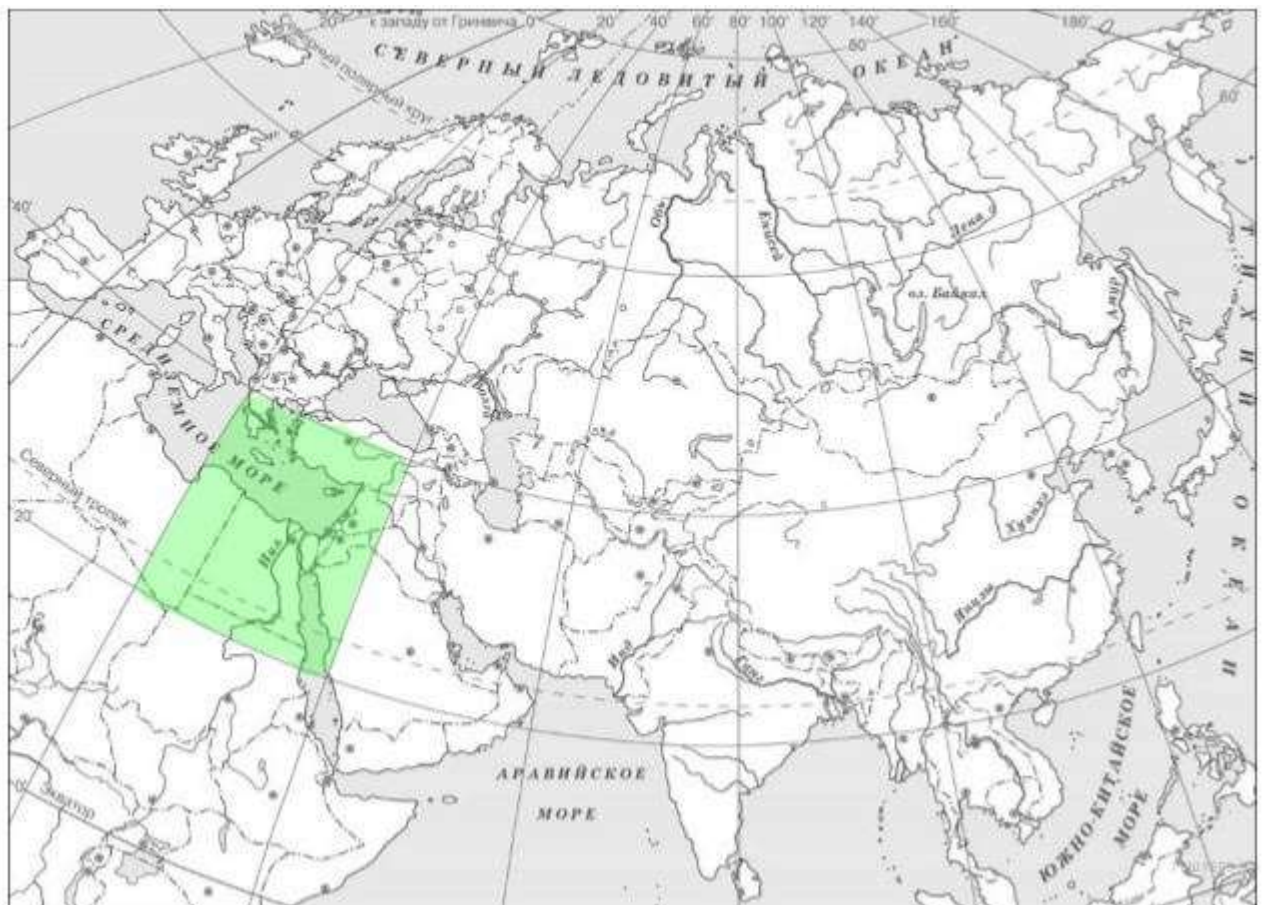 20° к западу от Гринвича 0° 20° 40° 60° 80° 100° 120° 140° 160° 180°
СЕВЕРНЫЙ ЛЕДОВИТЫЙ ОКЕАН
80°
60°
Северный полярный круг
40°
Обь
Енисей
Лена
оз. Байкал
Амур
ТИХИЙ ОКЕАН
СРЕДИЗЕМНОЕ МОРЕ
Волга
Северный тропик
20°
Нил
Хуанхэ
Янцзы
Инд
Ганг
АРАВИЙСКОЕ
МОРЕ
ЮЖНО-КИТАЙСКОЕ
МОРЕ
0°
Экватор